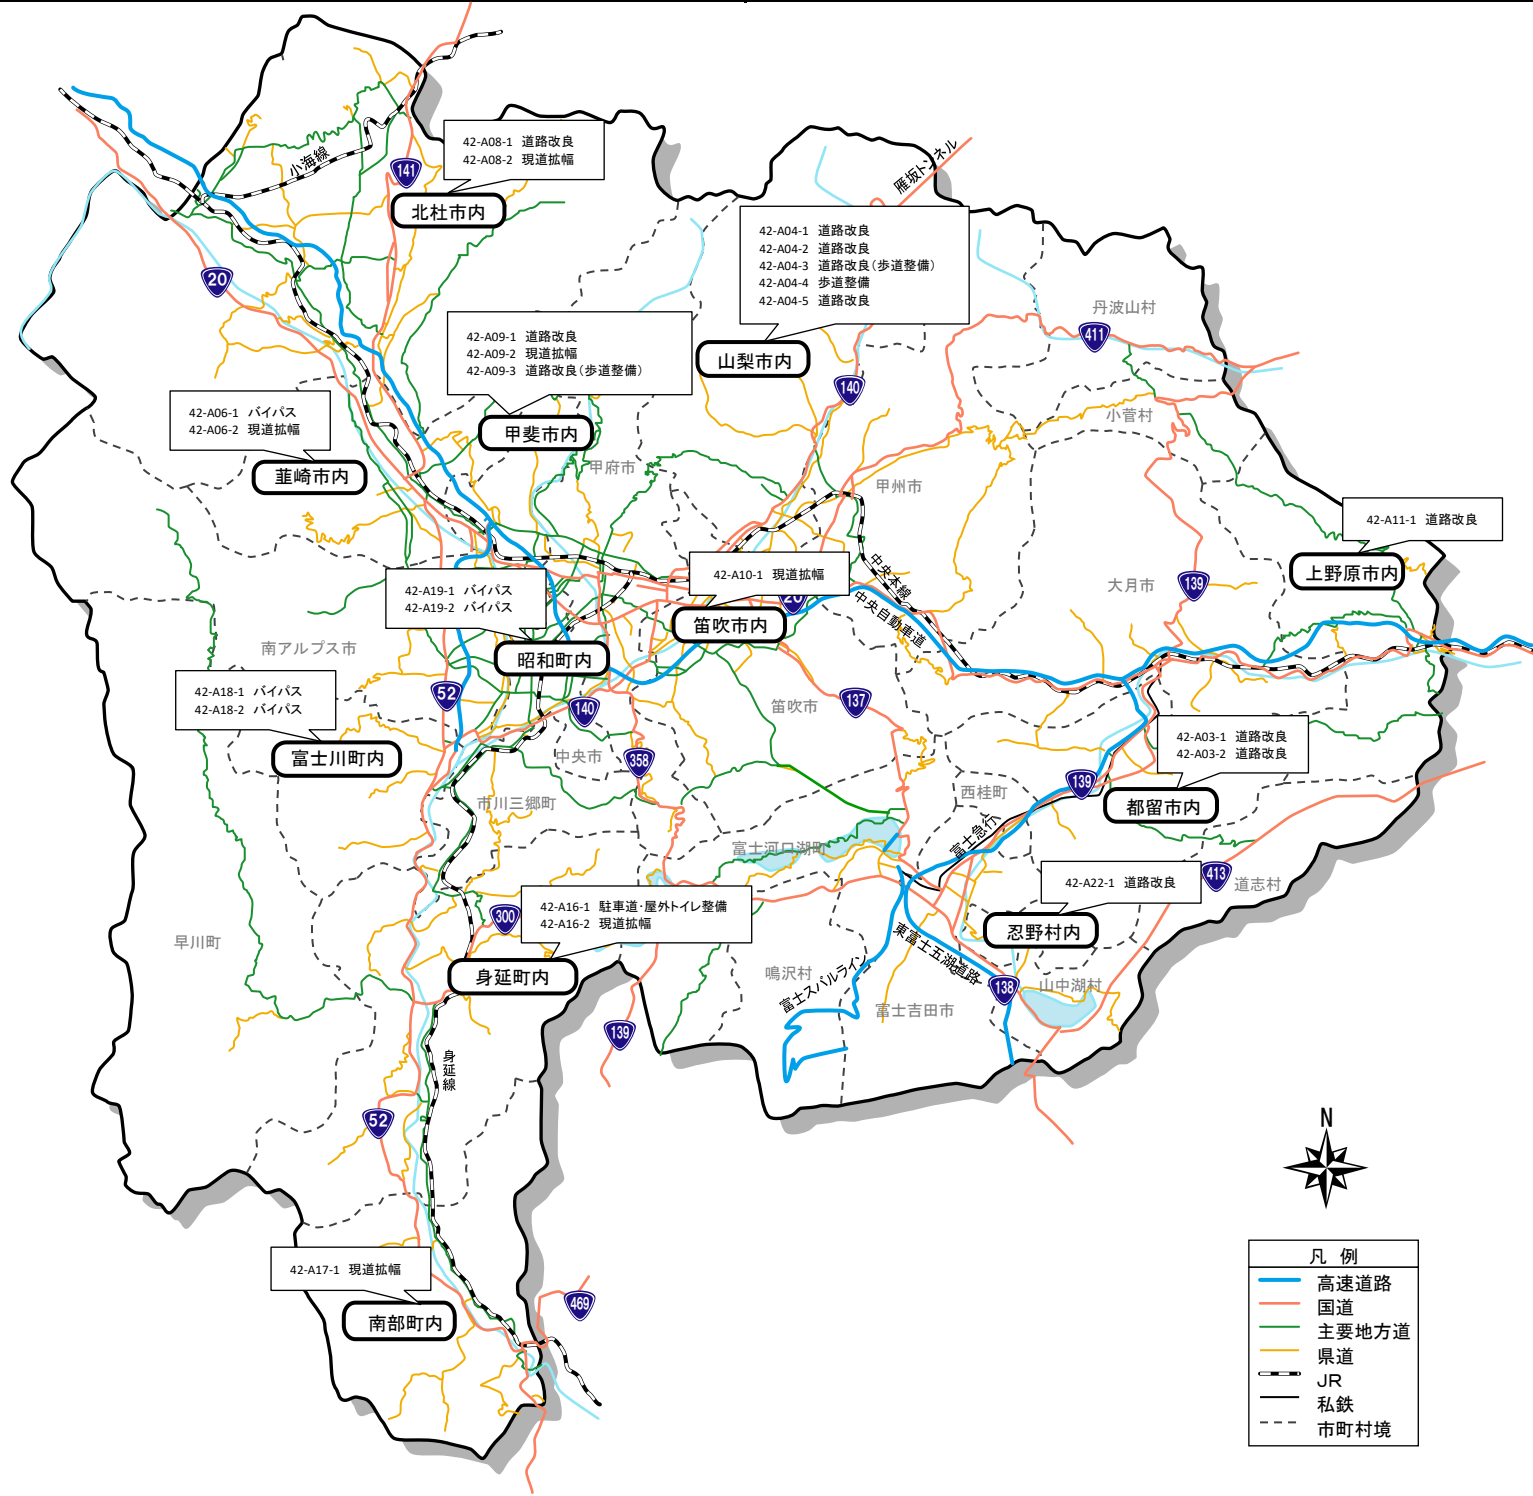 小海線
141
42-A08-1 道路改良
42-A08-2 現道拡幅
北杜市内
雁坂トンネル
20
42-A04-1 道路改良
42-A04-2 道路改良
42-A04-3 道路改良(歩道整備)
42-A04-4 歩道整備
42-A04-5 道路改良
山梨市内
140
丹波山村
411
42-A09-1 道路改良
42-A09-2 現道拡幅
42-A09-3 道路改良(歩道整備)
甲斐市内
甲府市
42-A06-1 バイパス
42-A06-2 現道拡幅
韮崎市内
小菅村
甲州市
42-A11-1 道路改良
上野原市内
大月市
139
中央本線
中央自動車道
42-A10-1 現道拡幅
20
笛吹市内
42-A19-1 バイパス
42-A19-2 バイパス
昭和町内
南アルプス市
42-A18-1 バイパス
42-A18-2 バイパス
富士川町内
52
140
中央市
358
笛吹市
137
42-A03-1 道路改良
42-A03-2 道路改良
都留市内
139
西桂町
市川三郷町
富士河口湖町
富士急行
413
道志村
42-A22-1 道路改良
忍野村内
300
42-A16-1 駐車道・屋外トイレ整備
42-A16-2 現道拡幅
身延町内
早川町
鳴沢村
富士スバルライン
東富士五湖道路
138
山中湖村
富士吉田市
139
身延線
52
42-A17-1 現道拡幅
南部町内
469
N
凡 例
高速道路
国道
主要地方道
県道
JR
私鉄
市町村境